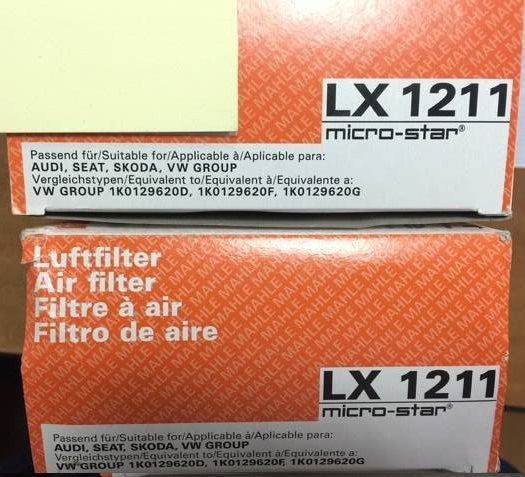 LX 1211
micro-star®
Passend für/Suitable for/Applicable à/Aplicable para:
AUDI, SEAT, SKODA, VW GROUP
Vergleichstypen/Equivalent to/Equivalent à/Equivalente a:
VW GROUP 1K0129620D, 1K0129620F, 1K0129620G
Luftfilter
Air filter
Filtre à air
Filtro de aire
LX 1211
micro-star®
Passend für/Suitable for/Applicable à/Aplicable para:
AUDI, SEAT, SKODA, VW GROUP
Vergleichstypen/Equivalent to/Equivalent à/Equivalente a:
VW GROUP 1K0129620D, 1K0129620F, 1K0129620G